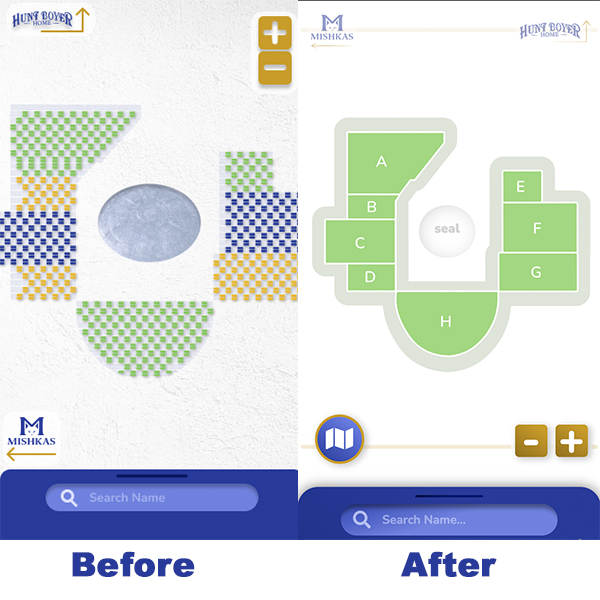 HUNT BOYER
HOME
+
-
MISHKAS
Search Name
Before
MISHKAS
HUNT BOYER
HOME
A
B
C
D
E
F
G
H
seal
- +
Search Name...
After